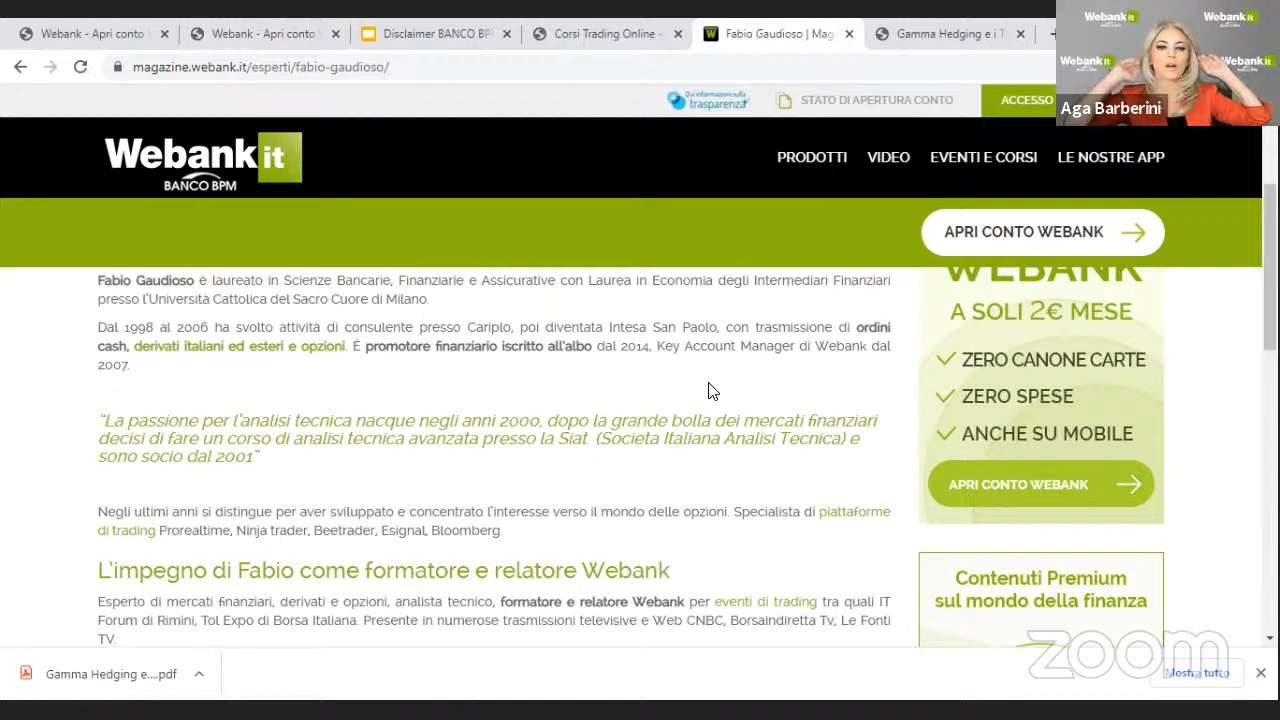 Webank - Apri conto
Webank - Apri conto
Disclaimer BANCO BP
Corsi Trading Online -
Fabio Gaudioso | Mag
Gamma Hedging e i T
magazine.webank.it/esperti/fabio-gaudioso/
Qui informazioni sulla
trasparenza
STATO DI APERTURA CONTO
ACCESSO
Webank it
Webank it
Webank it
Webank it
Aga Barberini
Webank it
BANCO BPM
PRODOTTI
VIDEO
EVENTI E CORSI
LE NOSTRE APP
APRI CONTO WEBANK
Fabio Gaudioso è laureato in Scienze Bancarie, Finanziarie e Assicurative con Laurea in Economia degli Intermediari Finanziari
presso l'Università Cattolica del Sacro Cuore di Milano.
Dal 1998 al 2006 ha svolto attività di consulente presso Cariplo, poi diventata Intesa San Paolo, con trasmissione di ordini
cash, derivati italiani ed esteri e opzioni. È promotore finanziario iscritto all'albo dal 2014, Key Account Manager di Webank dal
2007.
“La passione per l'analisi tecnica nacque negli anni 2000, dopo la grande bolla dei mercati finanziari
decisi di fare un corso di analisi tecnica avanzata presso la Siat (Societa Italiana Analisi Tecnica) e
sono socio dal 2001”
Negli ultimi anni si distingue per aver sviluppato e concentrato l'interesse verso il mondo delle opzioni. Specialista di piattaforme
di trading Prorealtime, Ninja trader, Beetrader, Esignal, Bloomberg.
L'impegno di Fabio come formatore e relatore Webank
Esperto di mercati finanziari, derivati e opzioni, analista tecnico, formatore e relatore Webank per eventi di trading tra quali IT
Forum di Rimini, Tol Expo di Borsa Italiana. Presente in numerose trasmissioni televisive e Web CNBC, Borsaindiretta Tv, Le Fonti
TV.
WEBANK
A SOLI 2€ MESE
ZERO CANONE CARTE
ZERO SPESE
ANCHE SU MOBILE
APRI CONTO WEBANK
Contenuti Premium
sul mondo della finanza
zoom
Gamma Hedging e....pdf
Mostra tutto